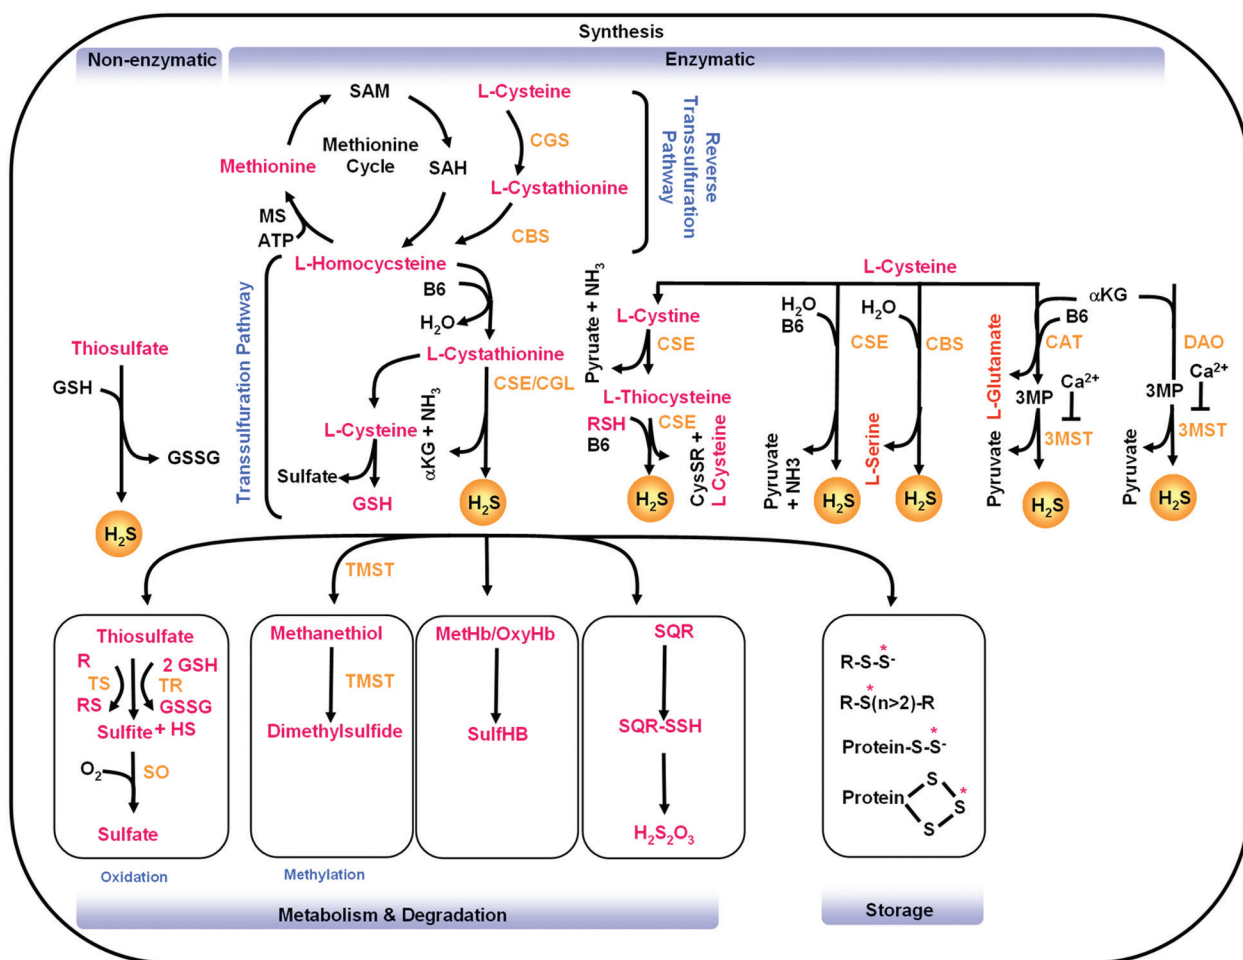 Synthesis
Non-enzymatic
Enzymatic
SAM
L-Cysteine
Methionine
Cycle
CGS
Methionine
SAH
L-Cystathionine
Reverse
Transsulfuration
Pathway
MS
ATP
CBS
L-Homocycsteine
Transsulfuration Pathway
B6
H2O
L-Cystathionine
CSE/CGL
L-Cysteine
Sulfate
GSH
αKG + NH3
H2S
Thiosulfate
GSH
GSSG
H2S
L-Cysteine
Pyruate + NH3
L-Cystine
CSE
L-Thiocysteine
RSH
B6
CSE
CysSR +
L Cysteine
H2S
H2O
B6
CSE
Pyruvate
+ NH3
H2S
H2O
CBS
L-Serine
H2S
αKG
B6
L-Glutamate
CAT
3MP
Ca2+
3MST
Pyruvate
H2S
DAO
3MP
Ca2+
3MST
Pyruvate
H2S
TMST
Thiosulfate
R
2 GSH
TS
TR
RS
GSSG
Sulfite + HS
O2
SO
Sulfate
Methanethiol
TMST
Dimethylsulfide
MetHb/OxyHb
SulfHB
SQR
SQR-SSH
H2S2O3
*
R-S-S-
*
R-S(n>2)-R
*
Protein-S-S-
S
*
Protein
S
S
Oxidation
Methylation
Metabolism & Degradation
Storage